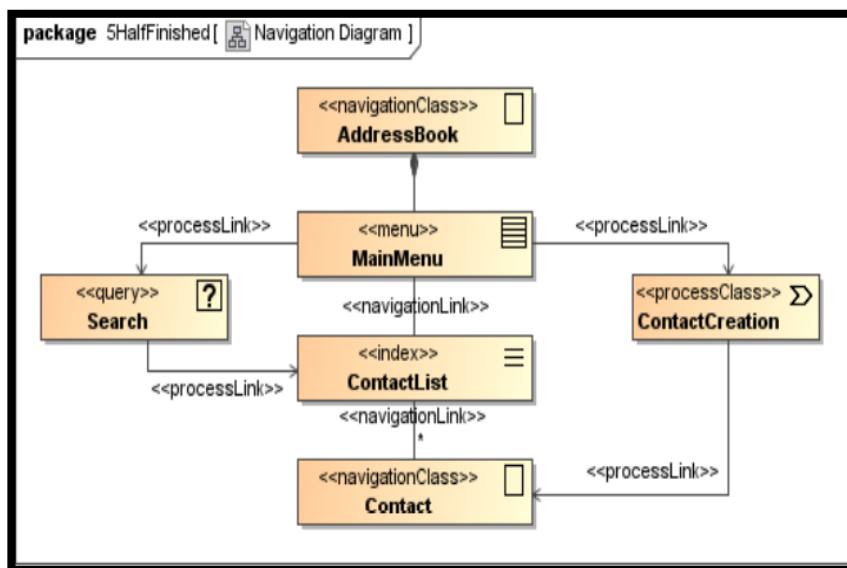 package 5HalfFinished[ Navigation Diagram ]
<<navigationClass>>
AddressBook
<<processLink>>
<<menu>>
MainMenu
<<processLink>>
<<query>>
?
Search
<<navigationLink>>
<<processClass>>
ContactCreation
<<processLink>>
<<index>>
ContactList
<<navigationLink>>
*
<<navigationClass>>
Contact
<<processLink>>